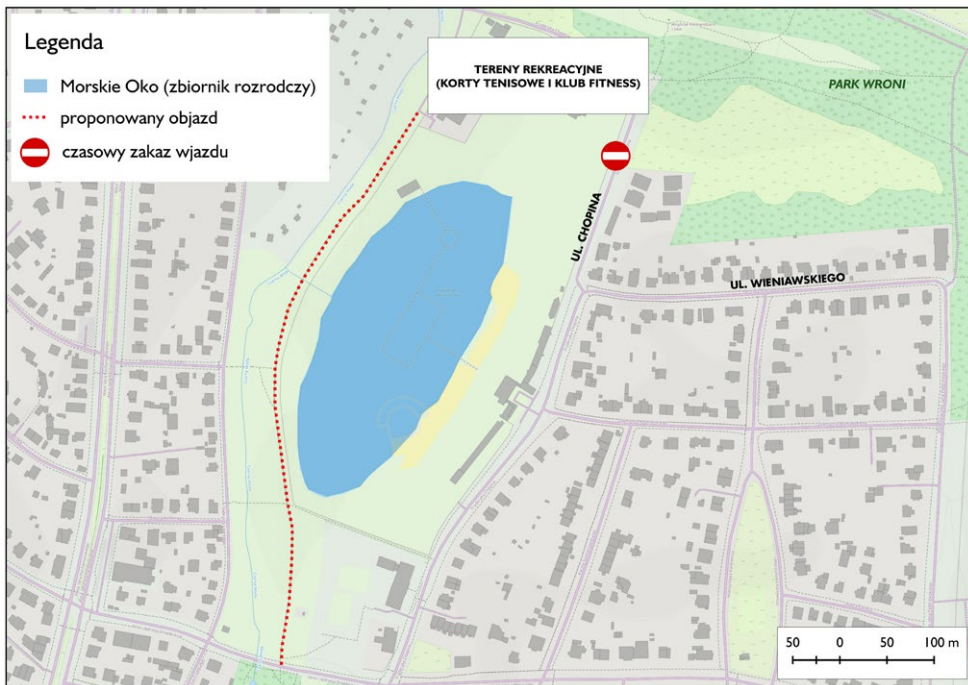 Legenda
Morskie Oko (zbiornik rozrodczy)
proponowany objazd
czasowy zakaz wjazdu
TERENY REKREACYJNE
(KORTY TENISOWE I KLUB FITNESS)
PARK WRONI
UL. CHOPINA
UL. WIENIAWSKIEGO
50 0 50 100 m